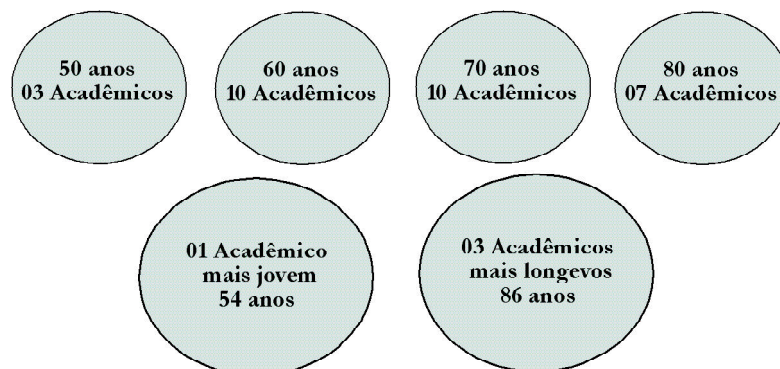 50 anos
03 Acadêmicos
60 anos
10 Acadêmicos
70 anos
10 Acadêmicos
80 anos
07 Acadêmicos
01 Acadêmico
mais jovem
54 anos
03 Acadêmicos
mais longevos
86 anos